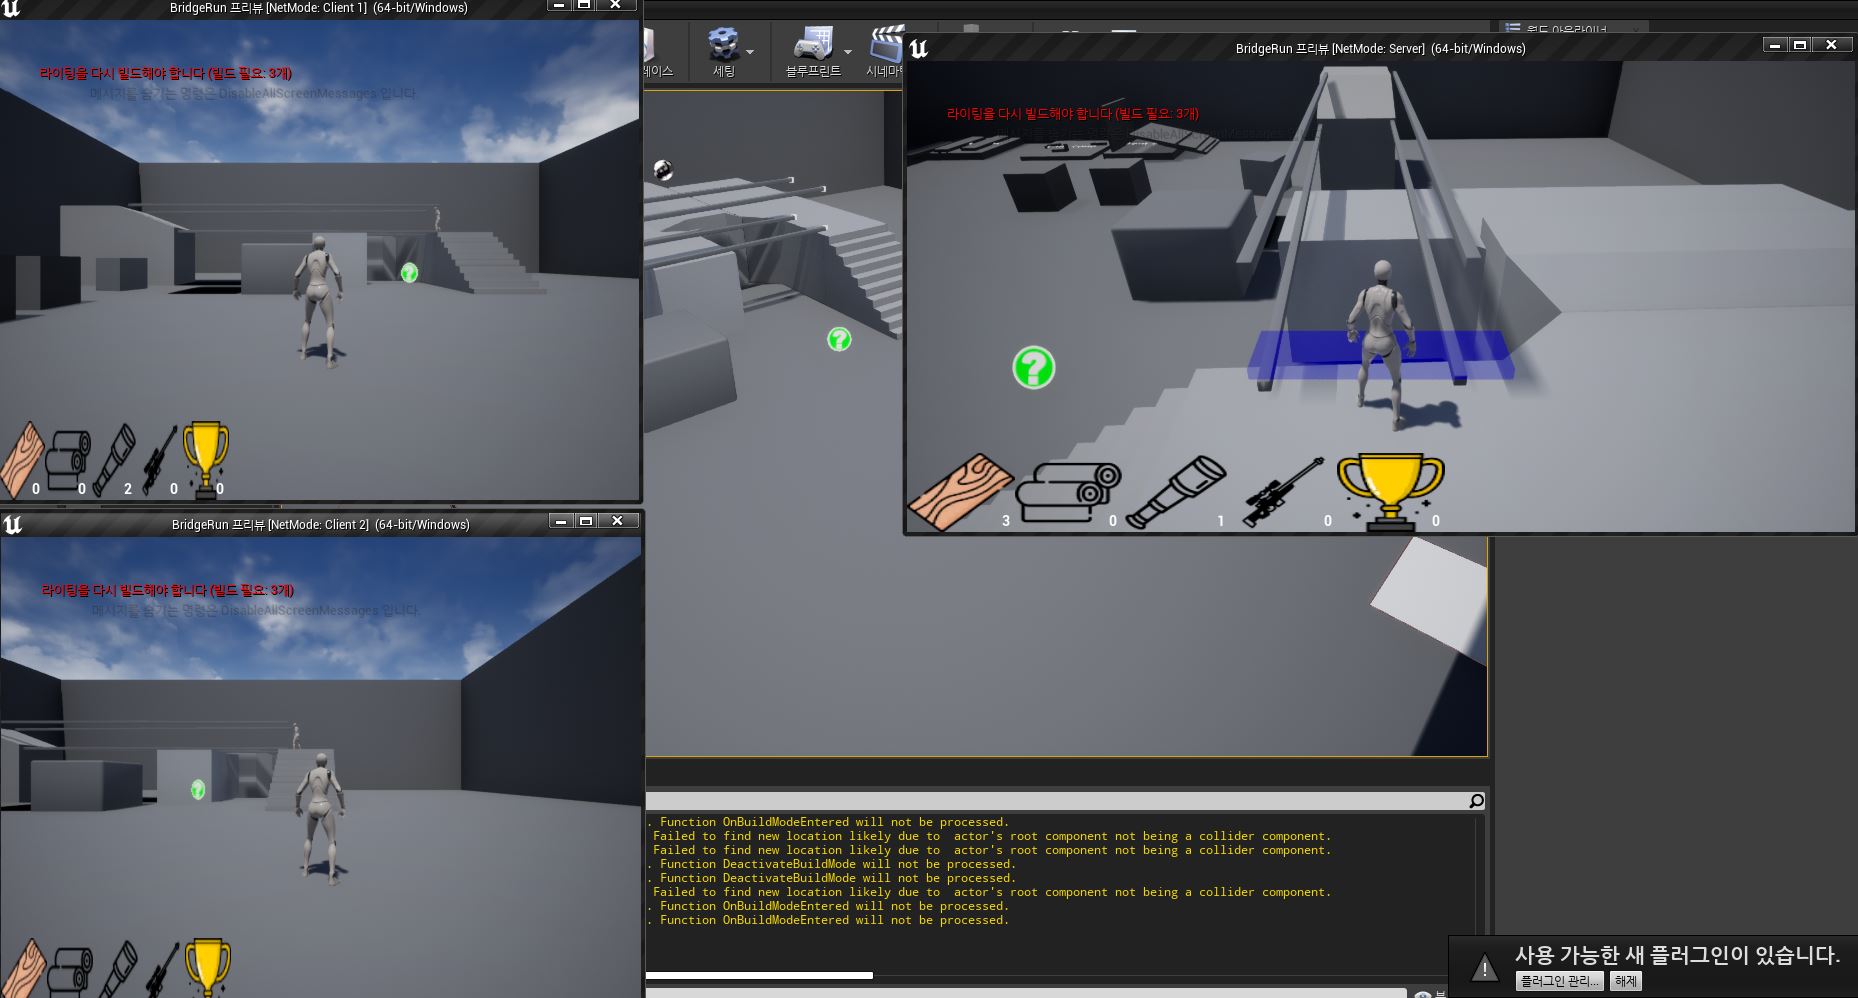 BridgeRun 프리뷰 [NetMode: Client 1] (64-bit/Windows)
라이팅을 다시 빌드해야 합니다 (빌드 필요: 3개)
메시지를 숨기는 명령은 DisableAllScreenMessages 입니다.
0 0 2 0 0
세팅
블루프린트
월드 아웃라이너
BridgeRun 프리뷰 [NetMode: Server] (64-bit/Windows)
라이팅을 다시 빌드해야 합니다 (빌드 필요: 3개)
3 0 1 0 0
BridgeRun 프리뷰 [NetMode: Client 2] (64-bit/Windows)
라이팅을 다시 빌드해야 합니다 (빌드 필요: 3개)
메시지를 숨기는 명령은 DisableAllScreenMessages 입니다.
. Function OnBuildModeEntered will not be processed.
Failed to find new location likely due to  actor's root component not being a collider component.
Failed to find new location likely due to  actor's root component not being a collider component.
. Function DeactivateBuildMode will not be processed.
. Function DeactivateBuildMode will not be processed.
Failed to find new location likely due to  actor's root component not being a collider component.
. Function OnBuildModeEntered will not be processed.
. Function OnBuildModeEntered will not be processed.
사용 가능한 새 플러그인이 있습니다.
플러그인 관리... 해제